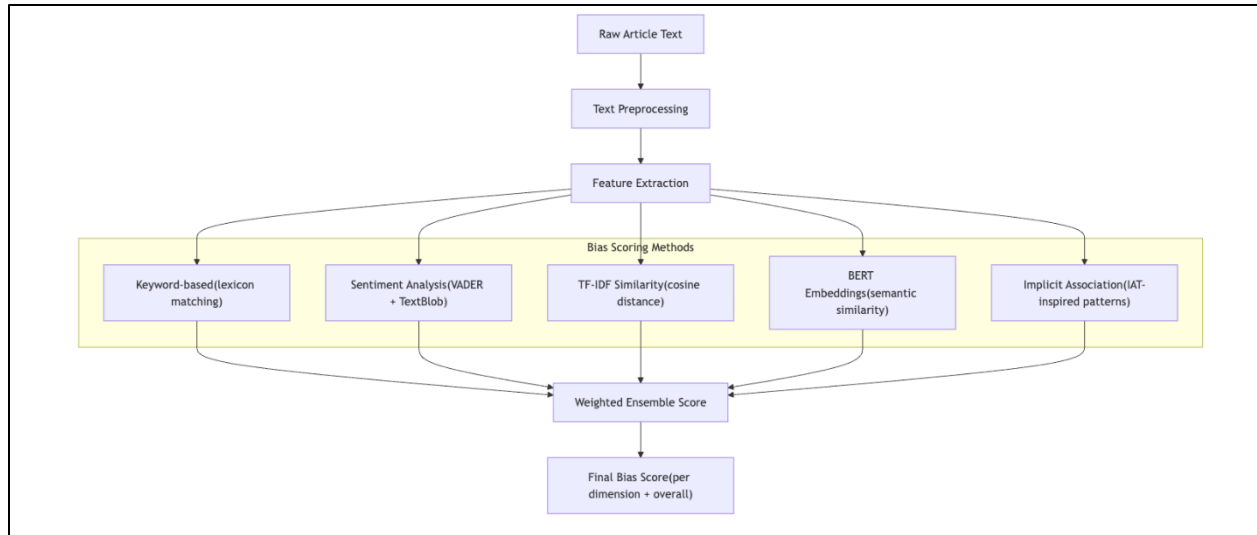 Raw Article Text
Text Preprocessing
Feature Extraction
Bias Scoring Methods
Keyword-based(lexicon
matching)
Sentiment Analysis(VADER
+ TextBlob)
TF-IDF Similarity(cosine
distance)
BERT
Embeddings(semantic
similarity)
Implicit Association(IAT-
inspired patterns)
Weighted Ensemble Score
Final Bias Score(per
dimension + overall)